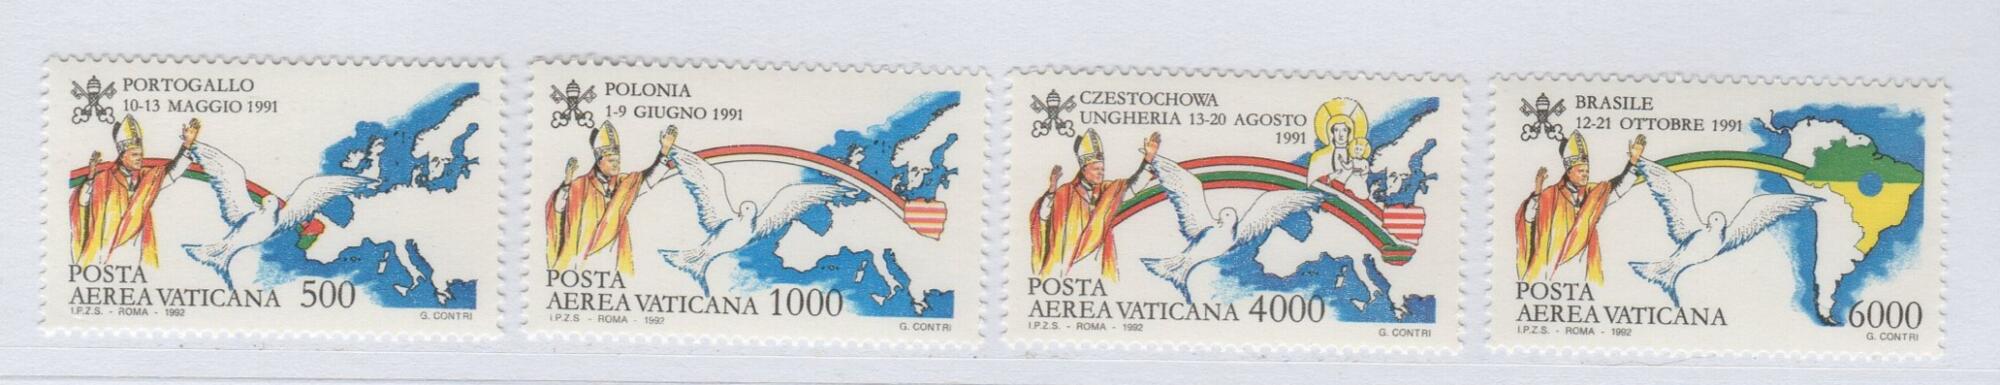 PORTOGALLO
10-13 MAGGIO 1991
POSTA
AEREA VATICANA 500
I.P.Z.S. - ROMA - 1992
G. CONTRI
POLONIA
1-9 GIUGNO 1991
POSTA
AEREA VATICANA 1000
I.P.Z.S. - ROMA - 1992
G. CONTRI
CZESTOCHOWA
UNGHERIA 13-20 AGOSTO
1991
POSTA
AEREA VATICANA 4000
I.P.Z.S. - ROMA - 1992
G. CONTRI
BRASILE
12-21 OTTOBRE 1991
POSTA
AEREA VATICANA 6000
I.P.Z.S. - ROMA - 1992
G. CONTRI